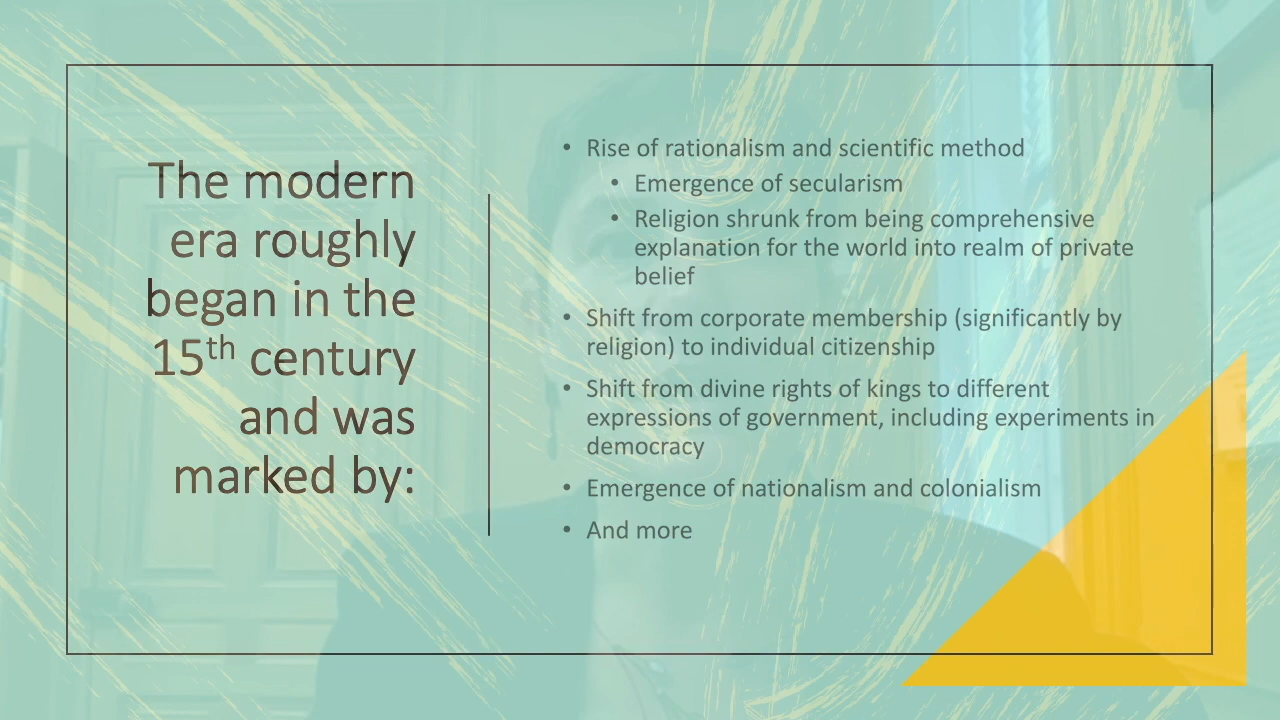 The modern
era roughly
began in the
15th century
and was
marked by:
• Rise of rationalism and scientific method
• Emergence of secularism
• Religion shrunk from being comprehensive
explanation for the world into realm of private
belief
• Shift from corporate membership (significantly by
religion) to individual citizenship
• Shift from divine rights of kings to different
expressions of government, including experiments in
democracy
• Emergence of nationalism and colonialism
• And more